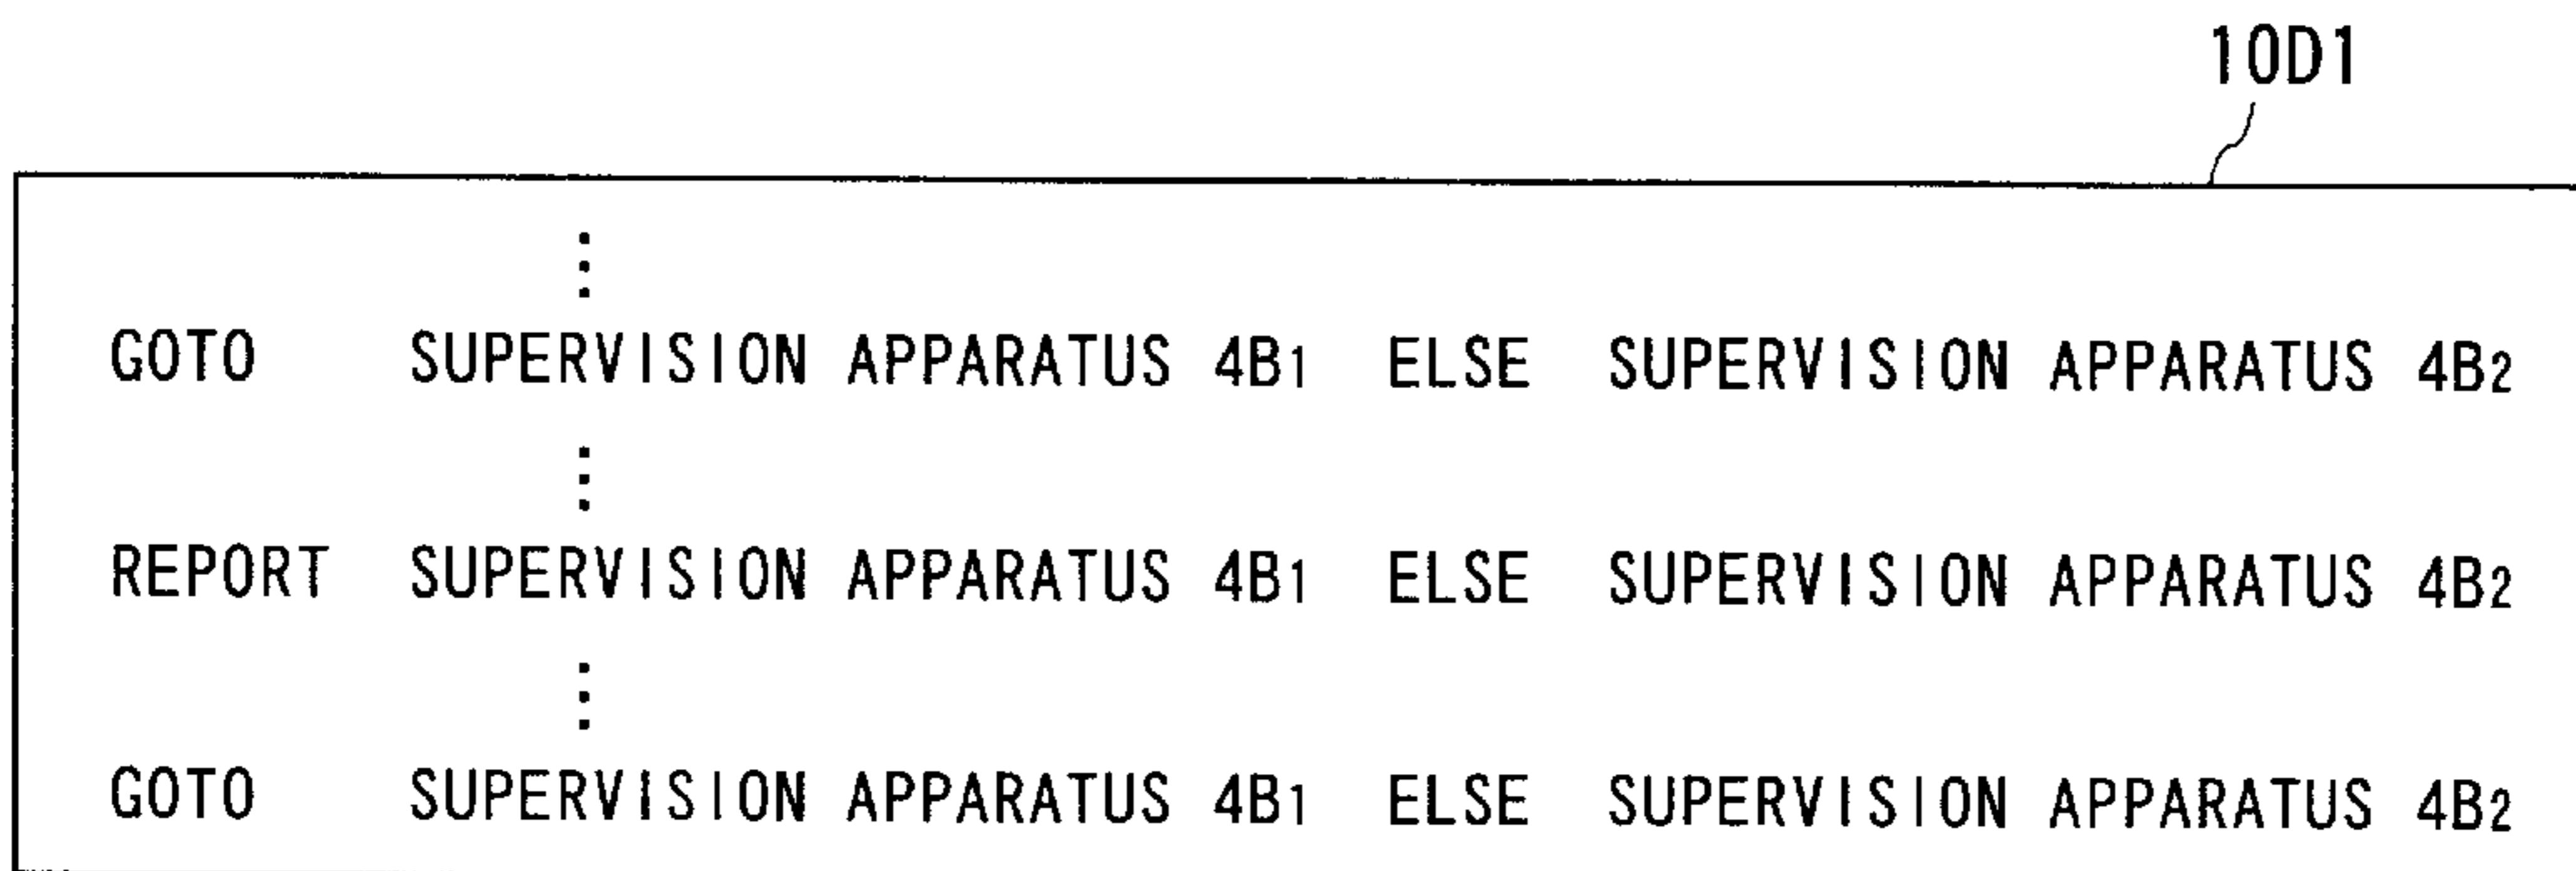 10D1
⋮
GOTO SUPERVISION APPARATUS 4B₁ ELSE SUPERVISION APPARATUS 4B₂
⋮
REPORT SUPERVISION APPARATUS 4B₁ ELSE SUPERVISION APPARATUS 4B₂
⋮
GOTO SUPERVISION APPARATUS 4B₁ ELSE SUPERVISION APPARATUS 4B₂